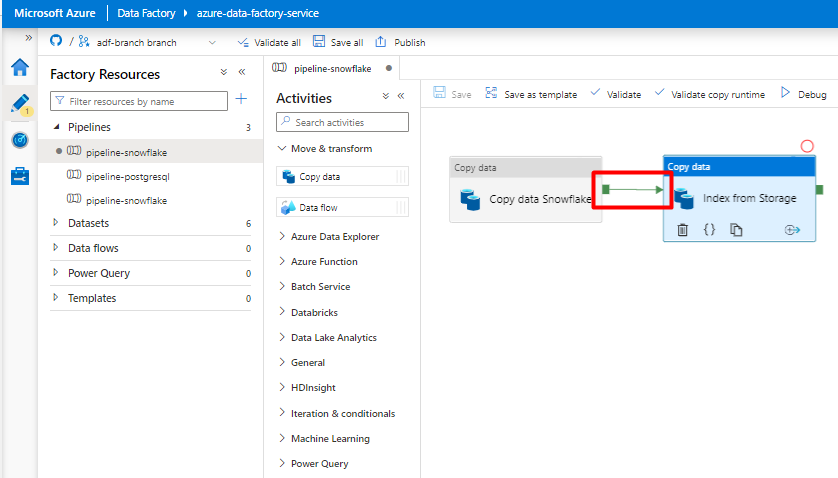 Microsoft Azure Data Factory azure-data-factory-service
/ adf-branch branch Validate all Save all Publish
1
Factory Resources
Filter resources by name
Pipelines 3
pipeline-snowflake
pipeline-postgresql
pipeline-snowflake
Datasets 6
Data flows 0
Power Query 0
Templates 0
pipeline-snowflake
Activities
Search activities
Move & transform
Copy data
Data flow
Azure Data Explorer
Azure Function
Batch Service
Databricks
Data Lake Analytics
General
HDInsight
Iteration & conditionals
Machine Learning
Power Query
Save Save as template Validate Validate copy runtime Debug
Copy data
Copy data Snowflake
Copy data
Index from Storage
{}